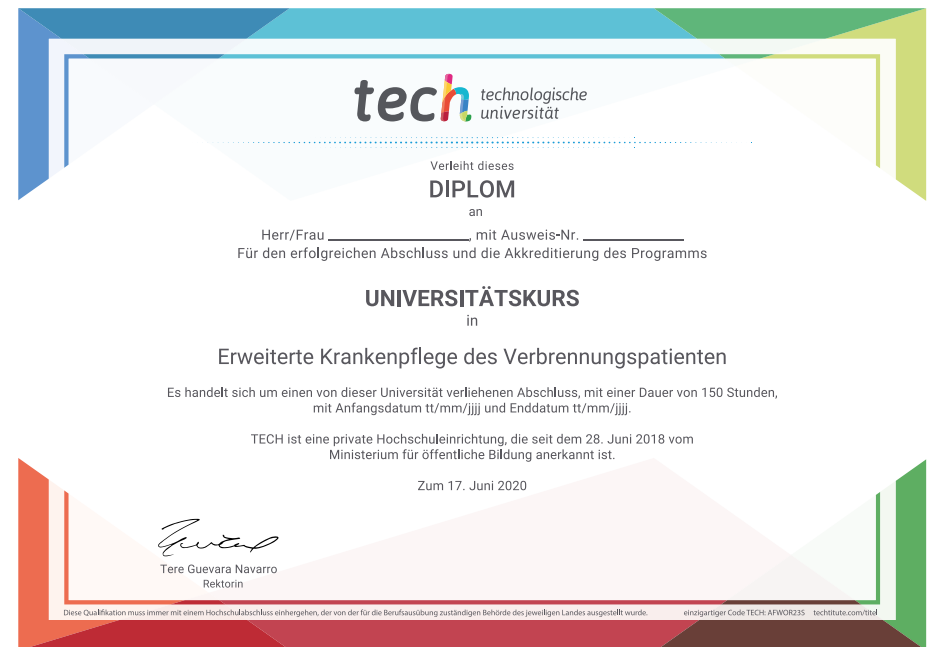 tech technologische
universität
Verleiht dieses
DIPLOM
an
Herr/Frau ____________________, mit Ausweis-Nr. ______________
Für den erfolgreichen Abschluss und die Akkreditierung des Programms
UNIVERSITÄTSKURS
in
Erweiterte Krankenpflege des Verbrennungspatienten
Es handelt sich um einen von dieser Universität verliehenen Abschluss, mit einer Dauer von 150 Stunden,
mit Anfangsdatum tt/mm/jjjj und Enddatum tt/mm/jjjj.
TECH ist eine private Hochschuleinrichtung, die seit dem 28. Juni 2018 vom
Ministerium für öffentliche Bildung anerkannt ist.
Zum 17. Juni 2020
Tere Guevara Navarro
Rektorin
Diese Qualifikation muss immer mit einem Hochschulabschluss einhergehen, der von der für die Berufsausübung zuständigen Behörde des jeweiligen Landes ausgestellt wurde. einzigartiger Code TECH: AFWOR23S techtitute.com/titel